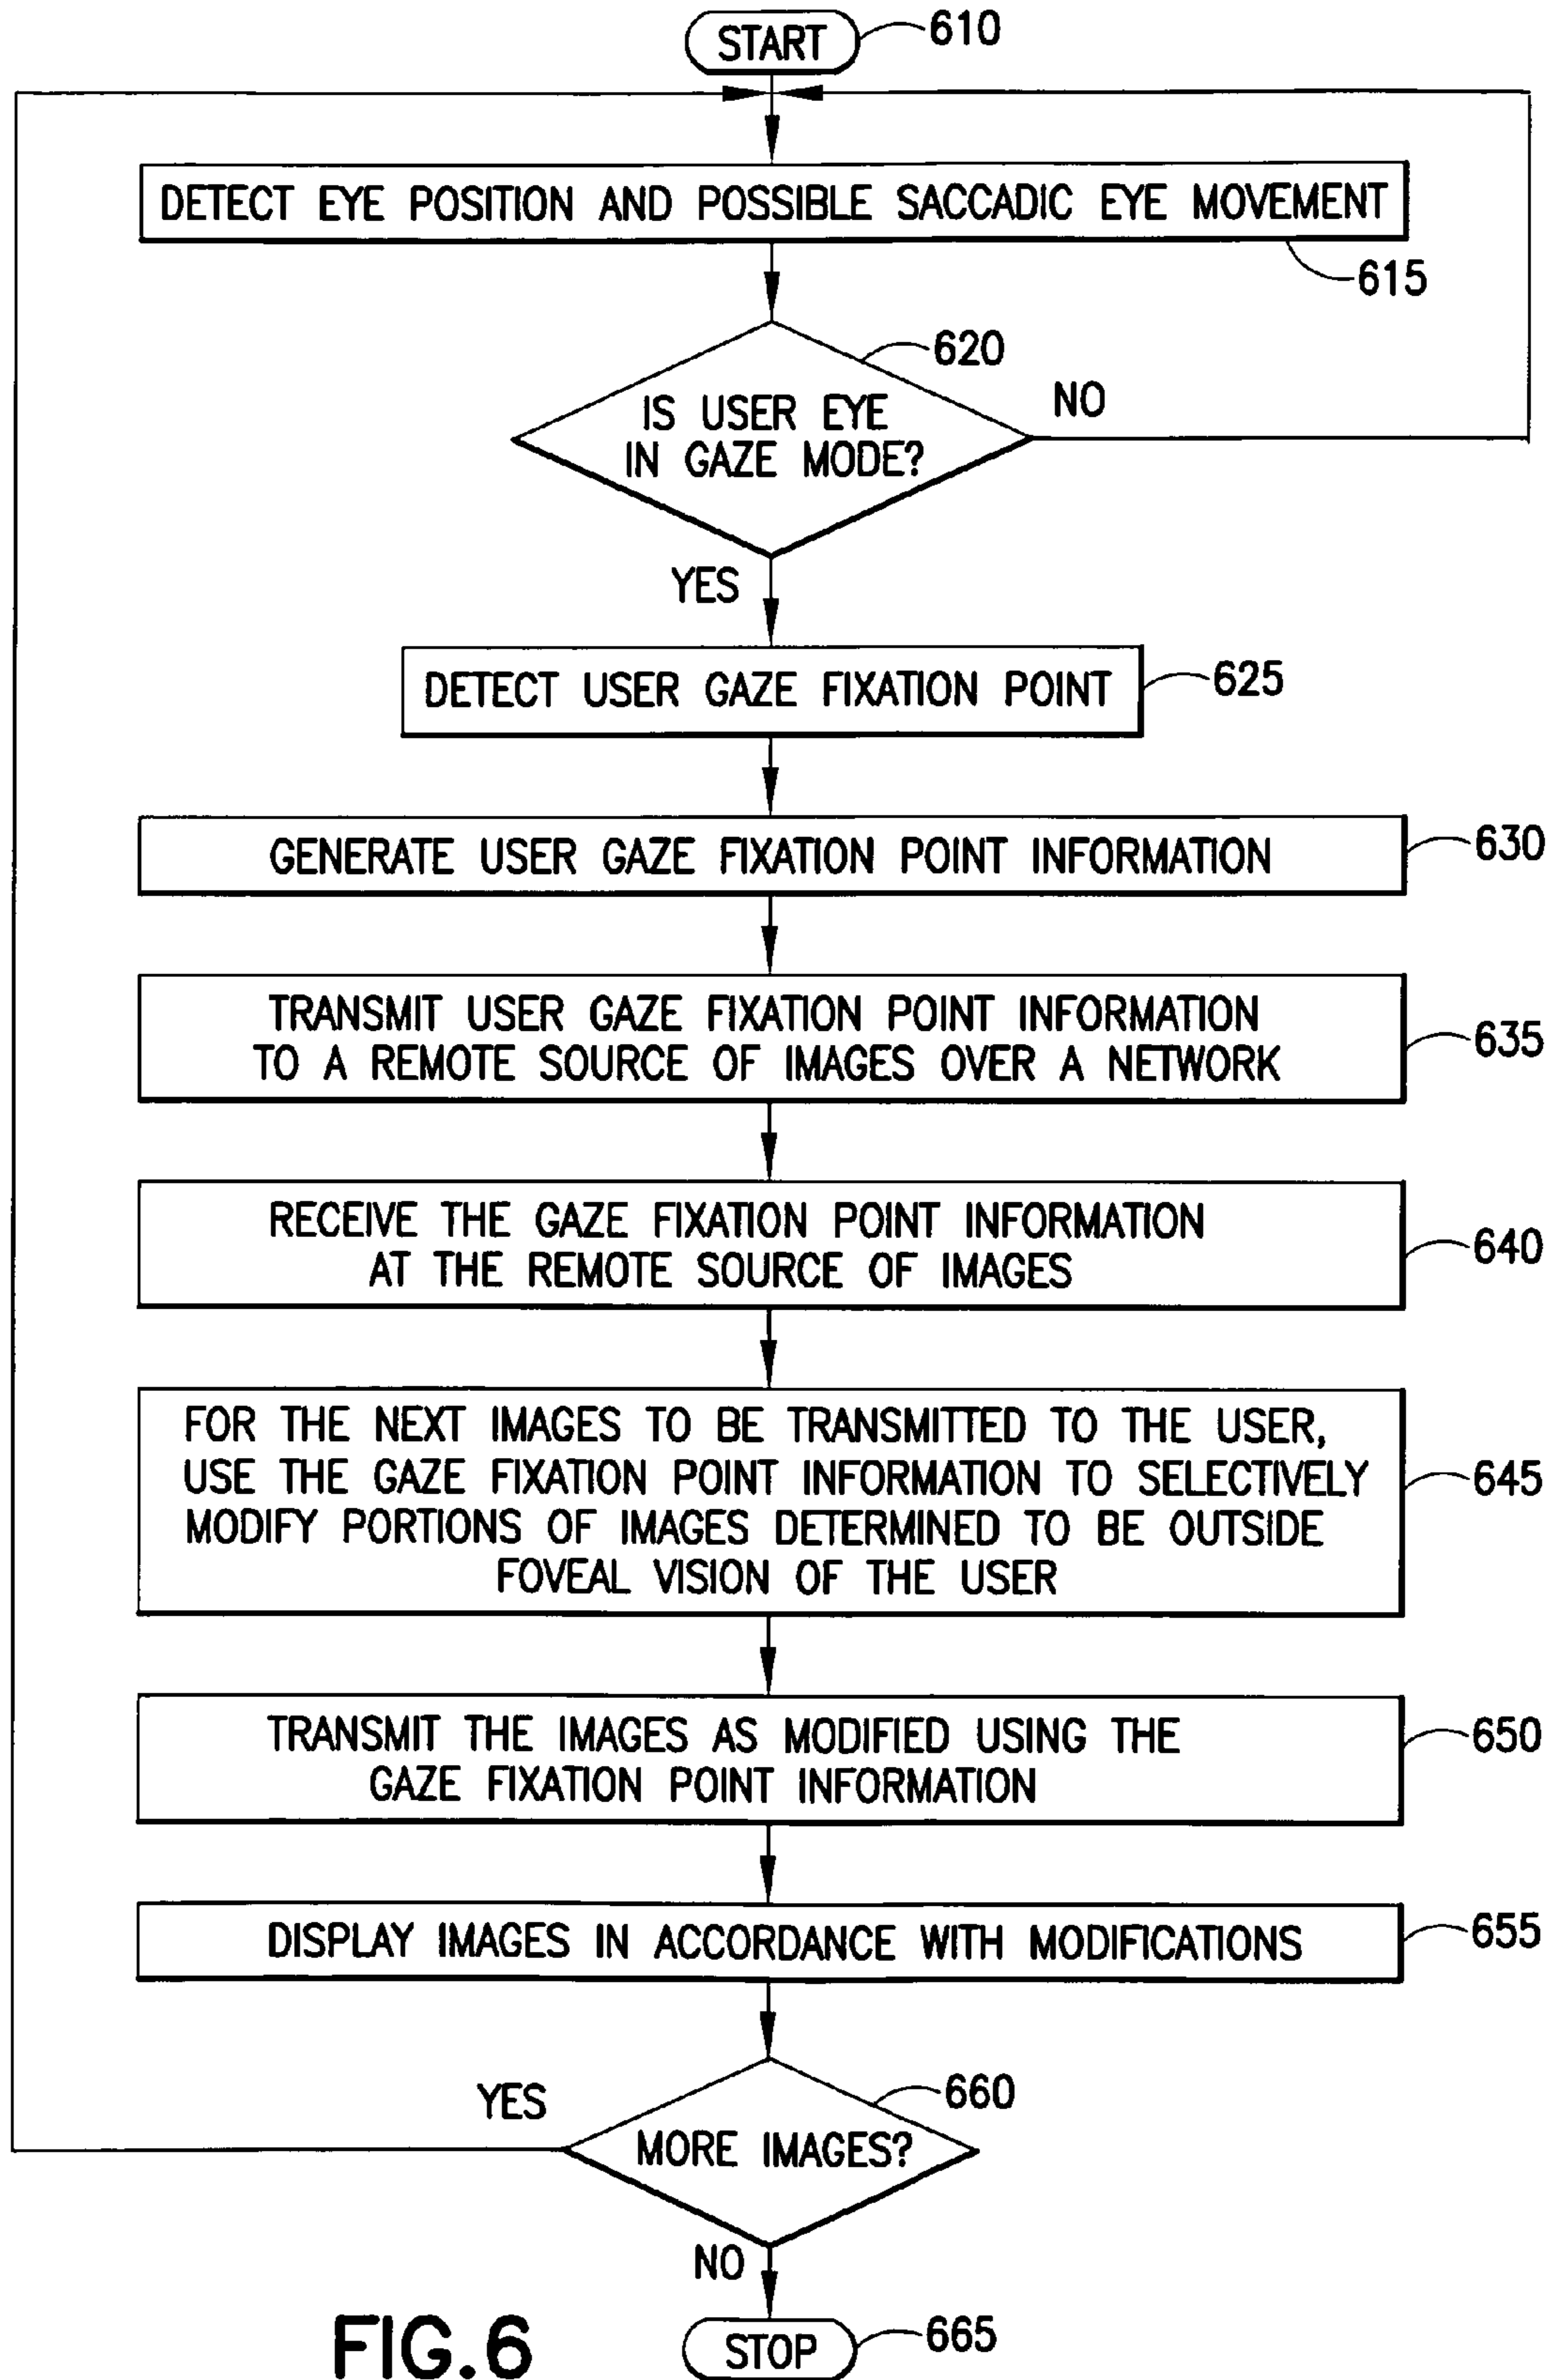 START
610
DETECT EYE POSITION AND POSSIBLE SACCADIC EYE MOVEMENT
615
620
IS USER EYE
IN GAZE MODE?
NO
YES
DETECT USER GAZE FIXATION POINT
625
GENERATE USER GAZE FIXATION POINT INFORMATION
630
TRANSMIT USER GAZE FIXATION POINT INFORMATION
TO A REMOTE SOURCE OF IMAGES OVER A NETWORK
635
RECEIVE THE GAZE FIXATION POINT INFORMATION
AT THE REMOTE SOURCE OF IMAGES
640
FOR THE NEXT IMAGES TO BE TRANSMITTED TO THE USER,
USE THE GAZE FIXATION POINT INFORMATION TO SELECTIVELY
MODIFY PORTIONS OF IMAGES DETERMINED TO BE OUTSIDE
FOVEAL VISION OF THE USER
645
TRANSMIT THE IMAGES AS MODIFIED USING THE
GAZE FIXATION POINT INFORMATION
650
DISPLAY IMAGES IN ACCORDANCE WITH MODIFICATIONS
655
YES
660
MORE IMAGES?
NO
STOP
665
FIG.6